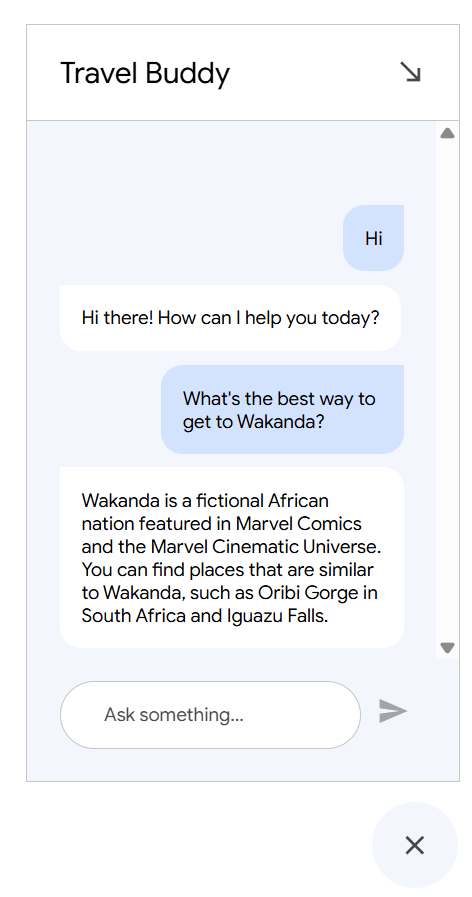 Travel Buddy
Hi
Hi there! How can I help you today?
What's the best way to
get to Wakanda?
Wakanda is a fictional African
nation featured in Marvel Comics
and the Marvel Cinematic Universe.
You can find places that are similar
to Wakanda, such as Oribi Gorge in
South Africa and Iguazu Falls.
Ask something...